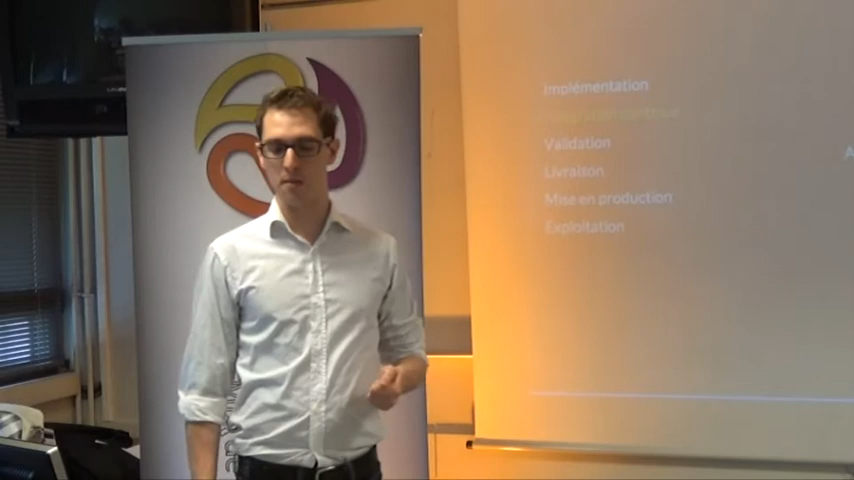 Implémentation
Validation
Livraison
Mise en production
Exploitation